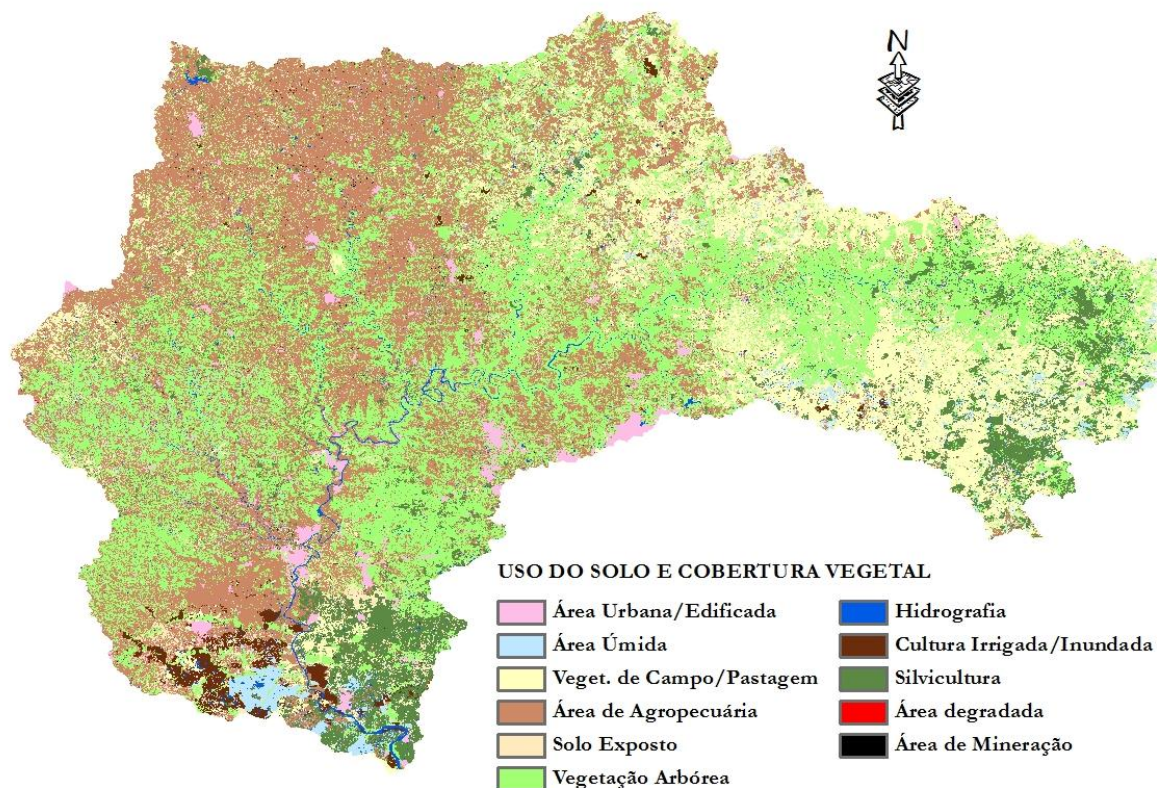 N
USO DO SOLO E COBERTURA VEGETAL
Área Urbana/Edificada
Área Úmida
Veget. de Campo/Pastagem
Área de Agropecuária
Solo Exposto
Vegetação Arbórea
Hidrografia
Cultura Irrigada/Inundada
Silvicultura
Área degradada
Área de Mineração